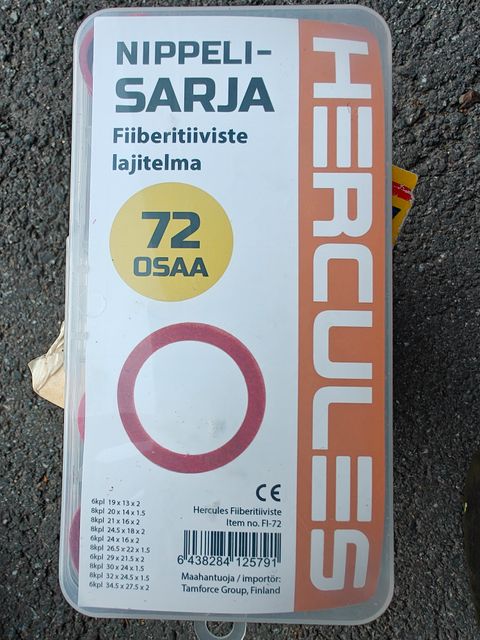 NIPPELI-
SARJA
Fiiberitiiviste
lajitelma
72
OSAA
HERCULES
6kpl 19 x 13 x 2
8kpl 20 x 14 x 1.5
8kpl 21 x 16 x 2
8kpl 24.5 x 18 x 2
6kpl 24 x 16 x 2
8kpl 26.5 x 22 x 1.5
6kpl 29 x 21.5 x 2
8kpl 30 x 24 x 1.5
8kpl 32 x 24.5 x 1.5
6kpl 34.5 x 27.5 x 2
CE
Hercules Fiiberitiiviste
Item no. FI-72
6 438284 125791
Maahantuoja / importör:
Tamforce Group, Finland